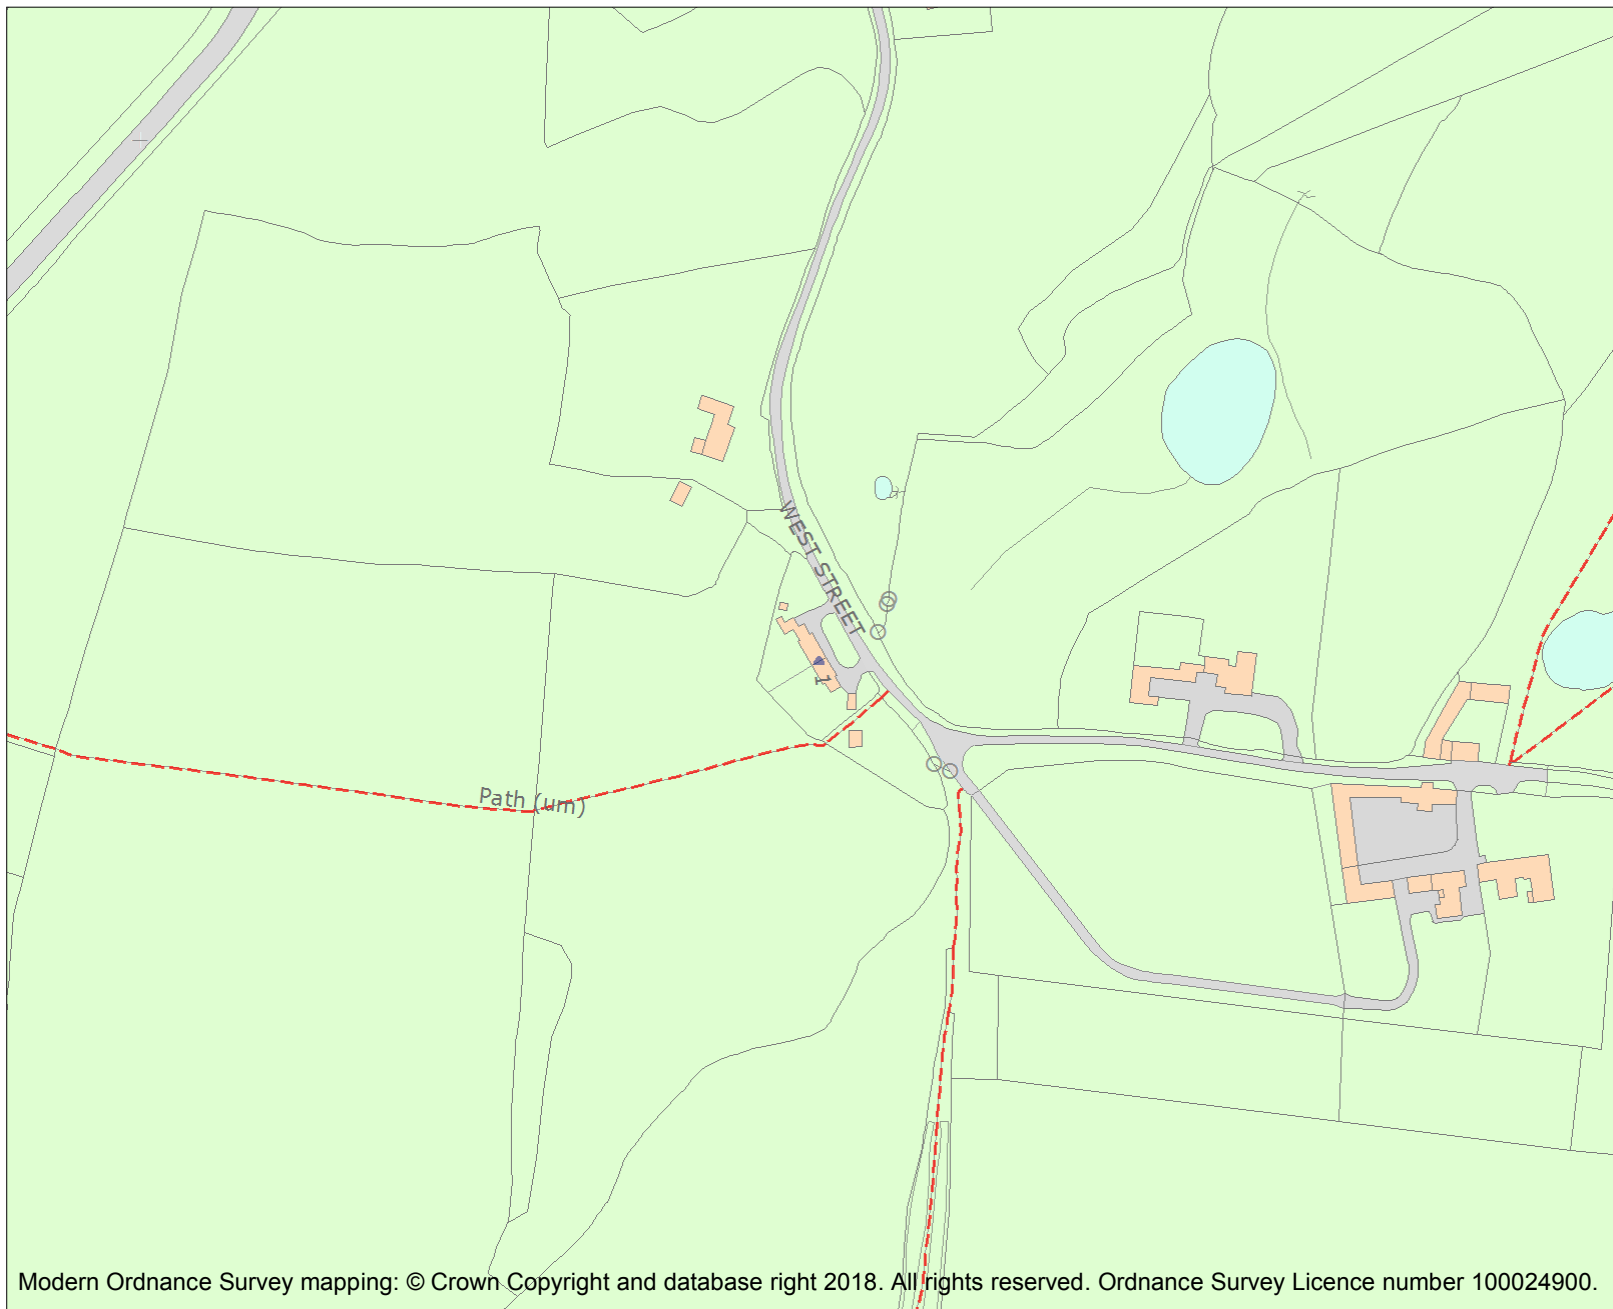 WEST STREET
1
Path (um)
Modern Ordnance Survey mapping: © Crown Copyright and database right 2018. All rights reserved. Ordnance Survey Licence number 100024900.